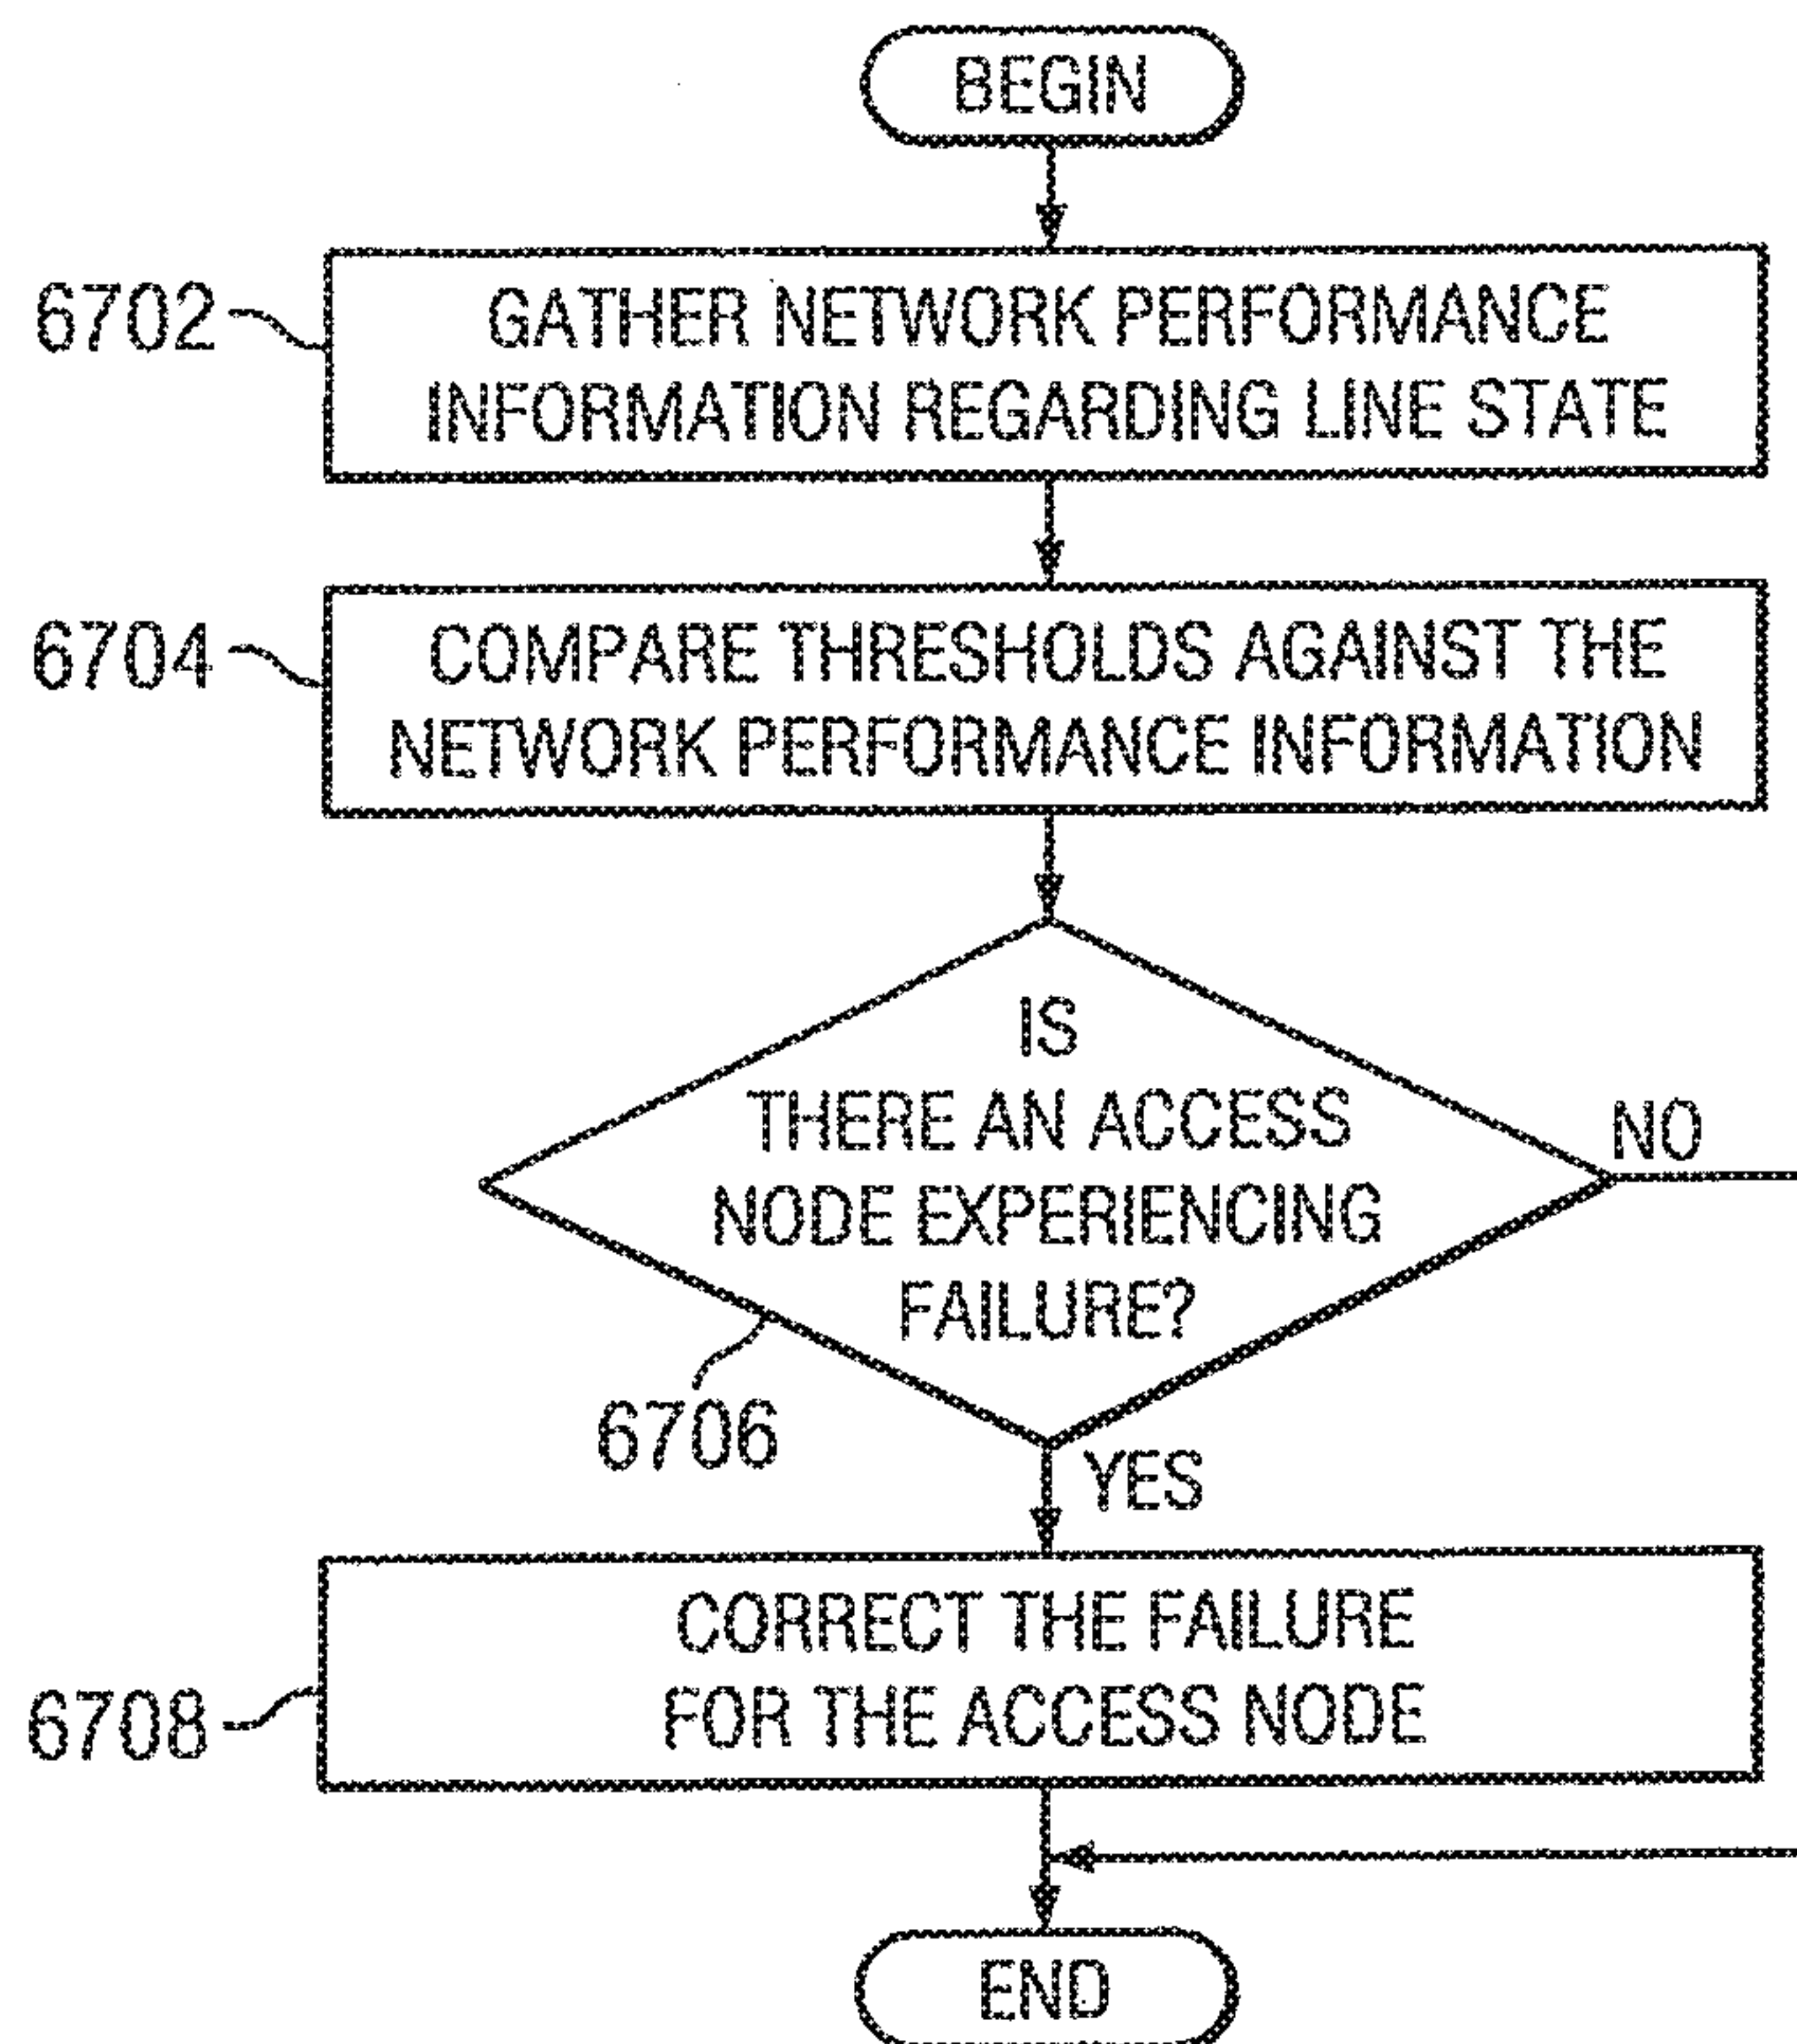 BEGIN
6702
GATHER NETWORK PERFORMANCE
INFORMATION REGARDING LINE STATE
6704
COMPARE THRESHOLDS AGAINST THE
NETWORK PERFORMANCE INFORMATION
IS
THERE AN ACCESS
NODE EXPERIENCING
FAILURE?
NO
6706
YES
6708
CORRECT THE FAILURE
FOR THE ACCESS NODE
END